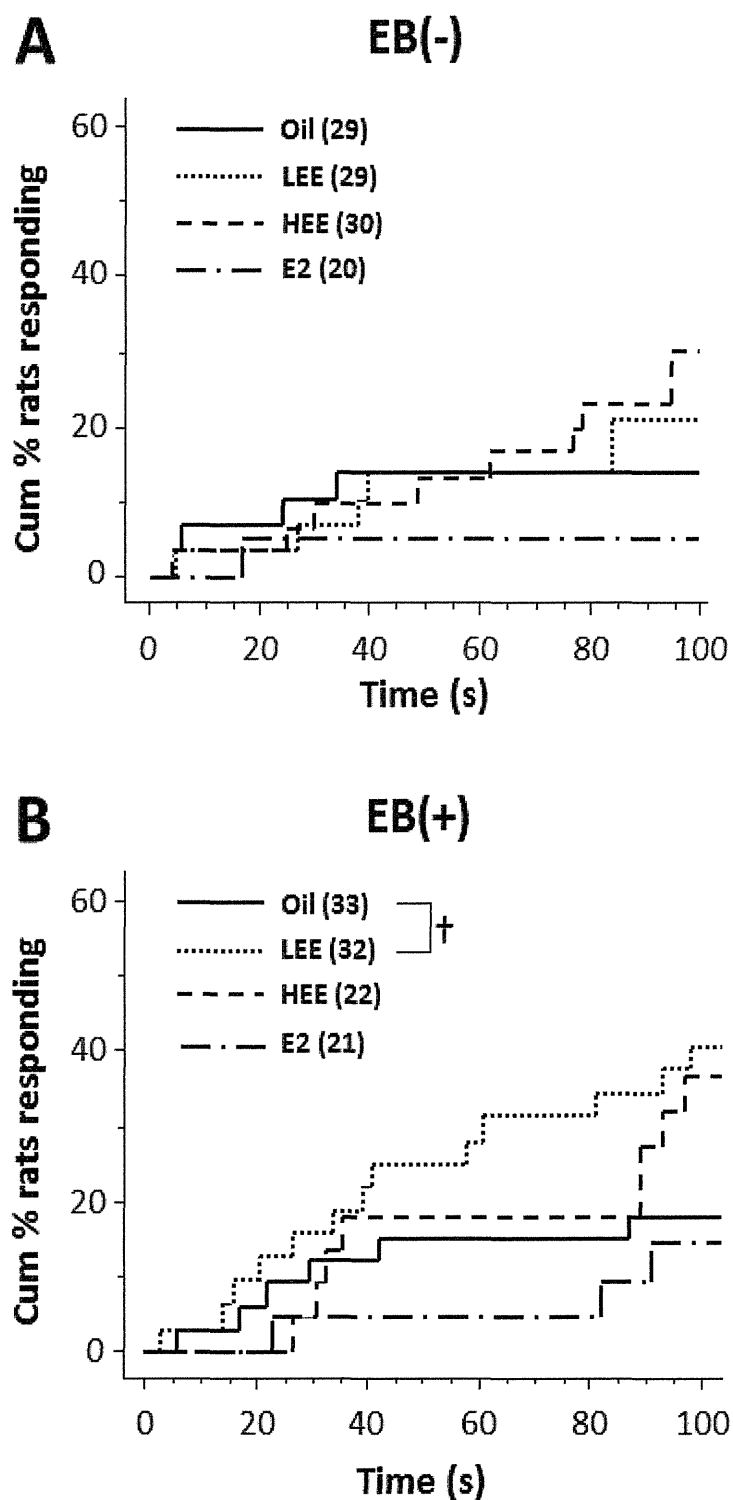 A
EB(-)
Cum % rats responding
60
40
20
0
Oil (29)
LEE (29)
HEE (30)
E2 (20)
0 20 40 60 80 100
Time (s)
B
EB(+)
Cum % rats responding
60
40
20
0
Oil (33)
LEE (32)
†
HEE (22)
E2 (21)
0 20 40 60 80 100
Time (s)